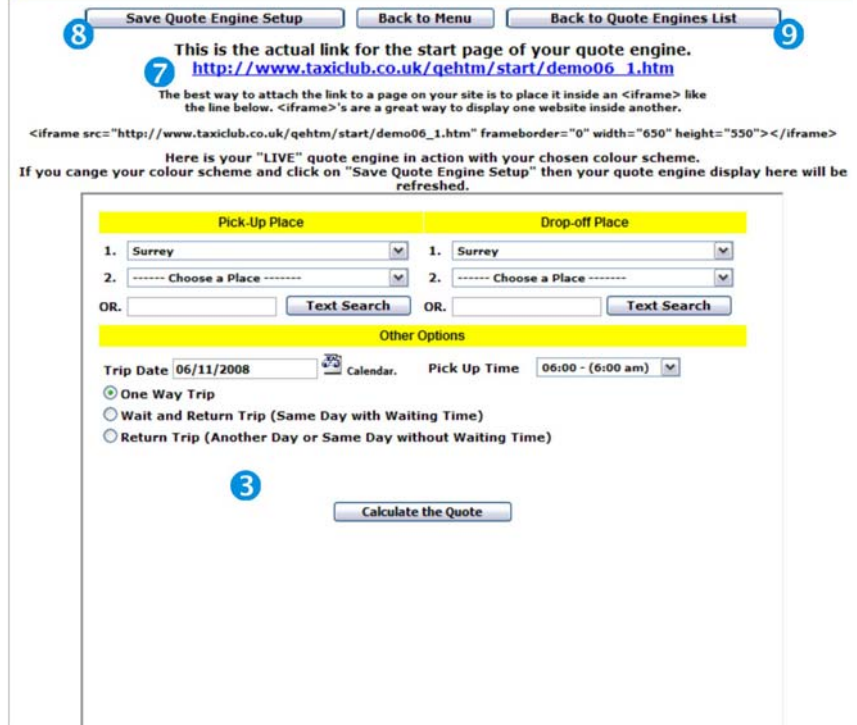 Save Quote Engine Setup Back to Menu Back to Quote Engines List
8 9
This is the actual link for the start page of your quote engine.
7 http://www.taxiclub.co.uk/qehtm/start/demo06_1.htm
The best way to attach the link to a page on your site is to place it inside an <iframe> like
the line below. <iframe>'s are a great way to display one website inside another.
<iframe src="http://www.taxiclub.co.uk/qehtm/start/demo06_1.htm" frameborder="0" width="650" height="550"></iframe>
Here is your "LIVE" quote engine in action with your chosen colour scheme.
If you cange your colour scheme and click on "Save Quote Engine Setup" then your quote engine display here will be
refreshed.
Pick-Up Place Drop-off Place
1. Surrey 1. Surrey
2. ------ Choose a Place ------- 2. ------ Choose a Place -------
OR. Text Search OR. Text Search
Other Options
Trip Date 06/11/2008 Calendar. Pick Up Time 06:00 - (6:00 am)
One Way Trip
Wait and Return Trip (Same Day with Waiting Time)
Return Trip (Another Day or Same Day without Waiting Time)
3
Calculate the Quote